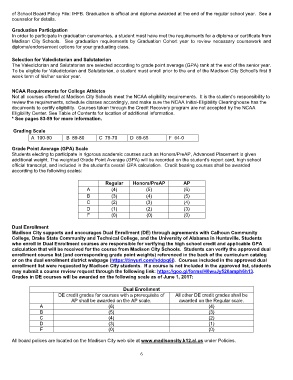 of School Board Policy File: IHFE. Graduation is official and diploma awarded at the end of the regular school year. See a
counselor for details.
Graduation Participation
In order to participate in graduation ceremonies, a student must have met the requirements for a diploma or certificate from
Madison City Schools. See graduation requirements by Graduation Cohort year to review necessary coursework and
diploma/endorsement options for your graduating class.
Selection for Valedictorian and Salutatorian
The Valedictorian and Salutatorian are selected according to grade point average (GPA) rank at the end of the senior year.
To be eligible for Valedictorian and Salutatorian, a student must enroll prior to the end of the Madison City School's first 9
week term of his/her senior year.
NCAA Requirements for College Athletics
Not all courses offered at Madison City Schools meet the NCAA eligibility requirements. It is the student's responsibility to
review the requirements, schedule classes accordingly, and make sure the NCAA Initial-Eligibility Clearinghouse has the
documents to certify eligibility. Courses taken through the Credit Recovery program are not accepted by the NCAA
Eligibility Center. See Table of Contents for location of additional information.
* See pages 83-89 for more information.
Grading Scale
A 100-90 B 89-80 C 79-70 D 69-65 F 64-0
Grade Point Average (GPA) Scale
Students electing to participate in rigorous academic courses such as Honors/PreAP, Advanced Placement is given
additional weight. The weighted Grade Point Average (GPA) will be recorded on the student's report card, high school
official transcript, and included in the student's overall GPA calculation. Credit bearing courses shall be awarded
according to the following scales:
Regular Honors/PreAP AP
A (4) (5) (5)
B (3) (4) (5)
C (2) (3) (4)
D (1) (2) (3)
F (0) (0) (0)
Dual Enrollment
Madison City supports and encourages Dual Enrollment (DE) through agreements with Calhoun Community
College, Drake State Community and Technical College, and the University of Alabama in Huntsville. Students
who enroll in Dual Enrollment courses are responsible for verifying the high school credit and applicable GPA
calculation that will be received for the course from Madison City Schools. Students can verify the approved dual
enrollment course list (and corresponding grade point weights) referenced in the back of the curriculum catalog
or on the dual enrollment district webpage
Courses included in the approved dual
enrollment list were requested by Madison City students. If a course is not included in the approved list, students
may submit a course review request through the following link:
Grades in DE courses will be awarded on the following scale as of June 1, 2017:
Dual Enrollment
DE credit grades for courses with a prerequisite of
AP shall be awarded on the AP scale.
All other DE credit grades shall be
awarded on the Regular scale.
A
B
C
D
F (0) (0)
All board policies are located on the Madison City web site at www.madisoncity.k12.al.us under Policies.